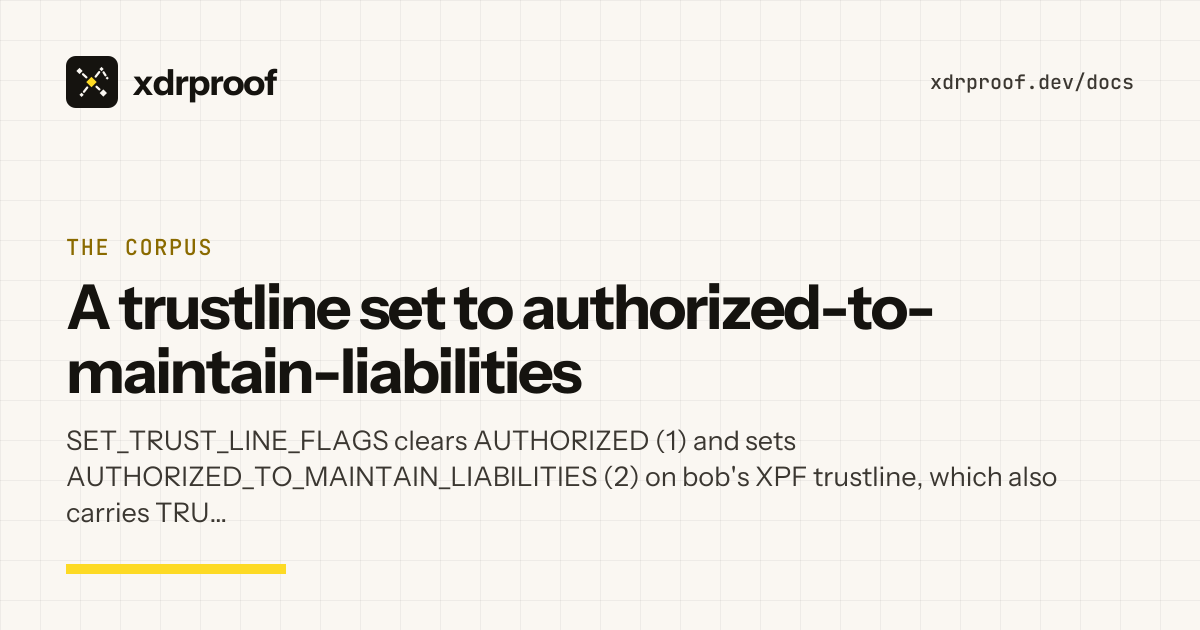 xdrproof
xdrproof.dev/docs
THE CORPUS
A trustline set to authorized-to-
maintain-liabilities
SET_TRUST_LINE_FLAGS clears AUTHORIZED (1) and sets
AUTHORIZED_TO_MAINTAIN_LIABILITIES (2) on bob's XPF trustline, which also
carries TRU...